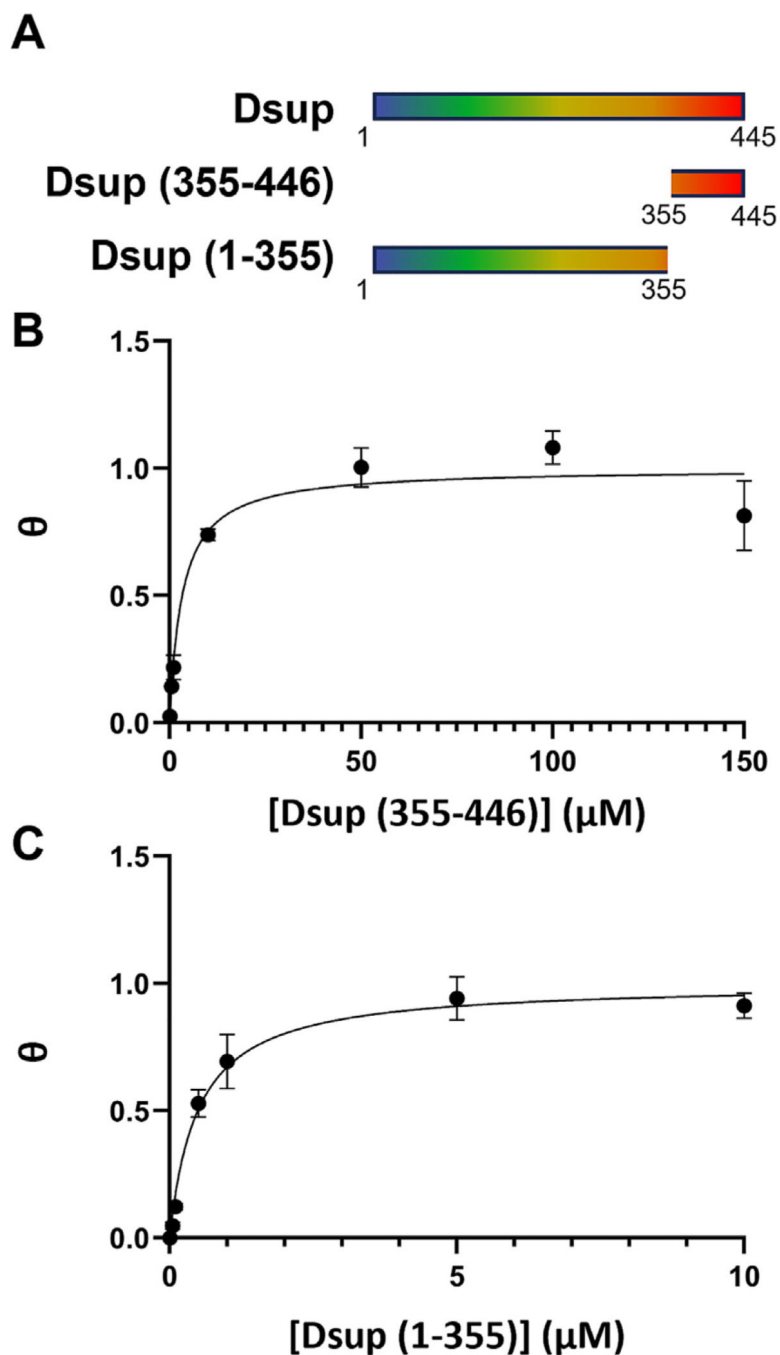 A
Dsup
1 445
Dsup (355-446)
355 445
Dsup (1-355)
1 355
B
1.5
1.0
0.5
0.0
θ
0 50 100 150
[Dsup (355-446)] (μM)
C
1.5
1.0
0.5
0.0
θ
0 5 10
[Dsup (1-355)] (μM)